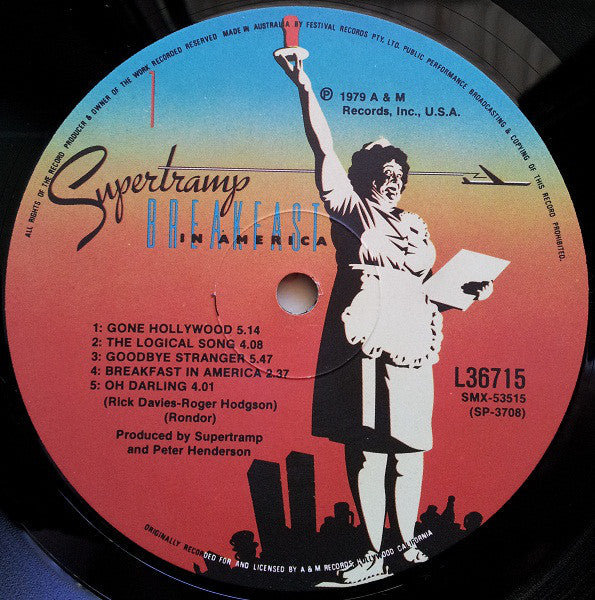 ALL RIGHTS OF THE RECORD PRODUCER & OWNER OF THE WORK RECORDED RESERVED MADE IN AUSTRALIA BY FESTIVAL RECORDS PTY, LTD. PUBLIC PERFORMANCE BROADCASTING & COPYING OF THIS RECORD PROHIBITED.
1
℗ 1979 A & M
Records, Inc., U.S.A.
Supertramp
BREAKFAST
IN AMERICA
1: GONE HOLLYWOOD 5.14
2: THE LOGICAL SONG 4.08
3: GOODBYE STRANGER 5.47
4: BREAKFAST IN AMERICA 2.37
5: OH DARLING 4.01
(Rick Davies-Roger Hodgson)
(Rondor)
Produced by Supertramp
and Peter Henderson
L36715
SMX-53515
(SP-3708)
ORIGINALLY RECORDED FOR AND LICENSED BY A & M RECORDS HOLLYWOOD CALIFORNIA